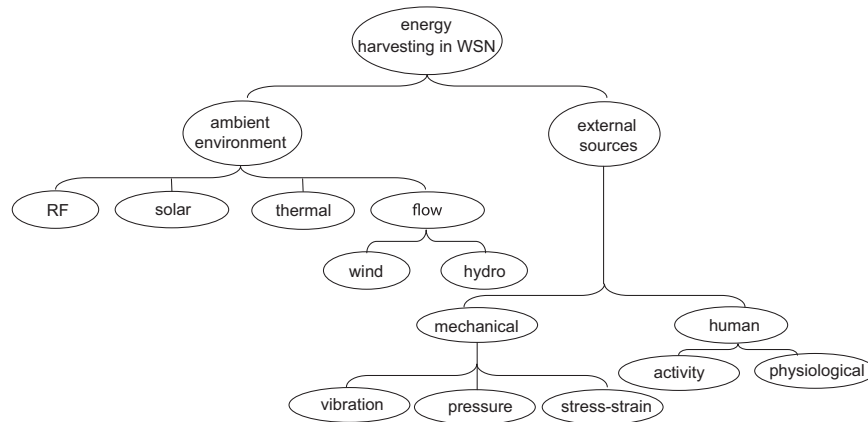 energy
harvesting in WSN
ambient
environment
external
sources
RF
solar
thermal
flow
wind
hydro
mechanical
human
activity
physiological
vibration
pressure
stress-strain